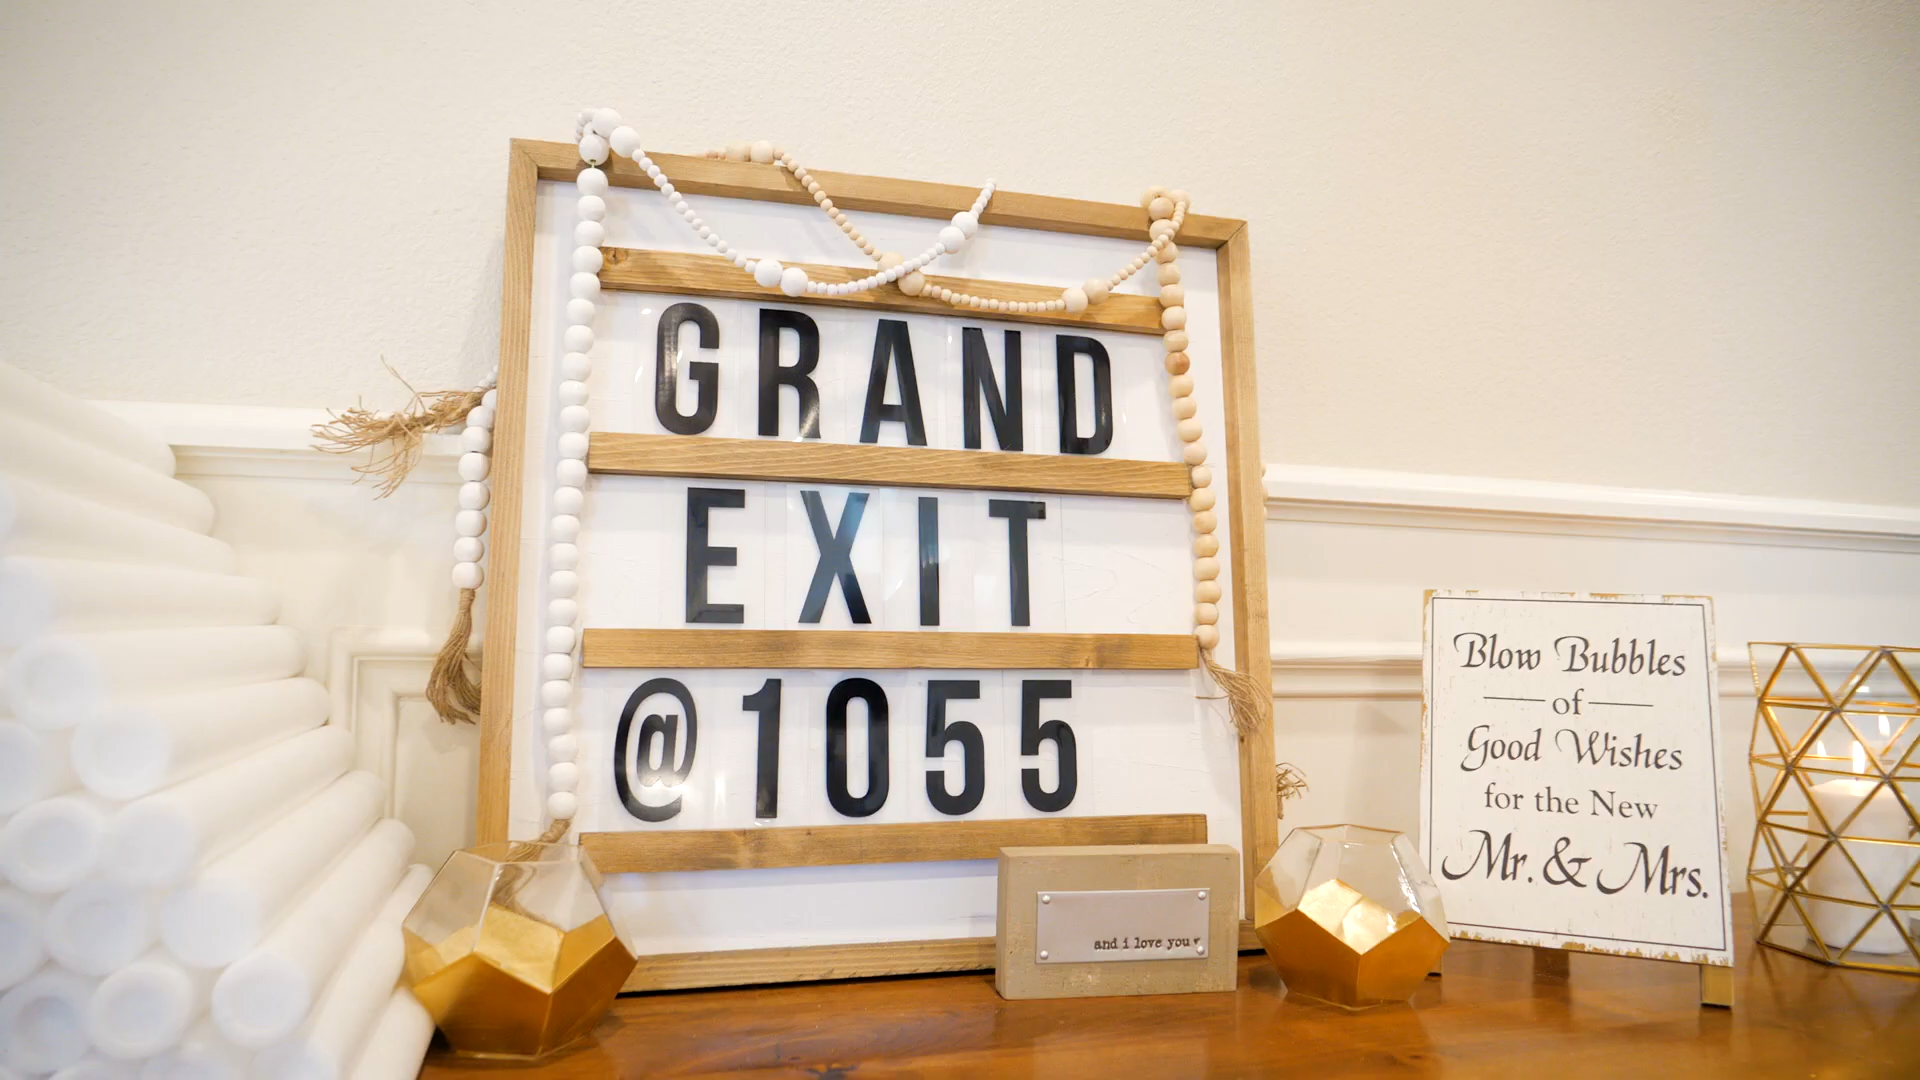 GRAND
EXIT
@1055
and i love you ♥
Blow Bubbles
of
Good Wishes
for the New
Mr. & Mrs.